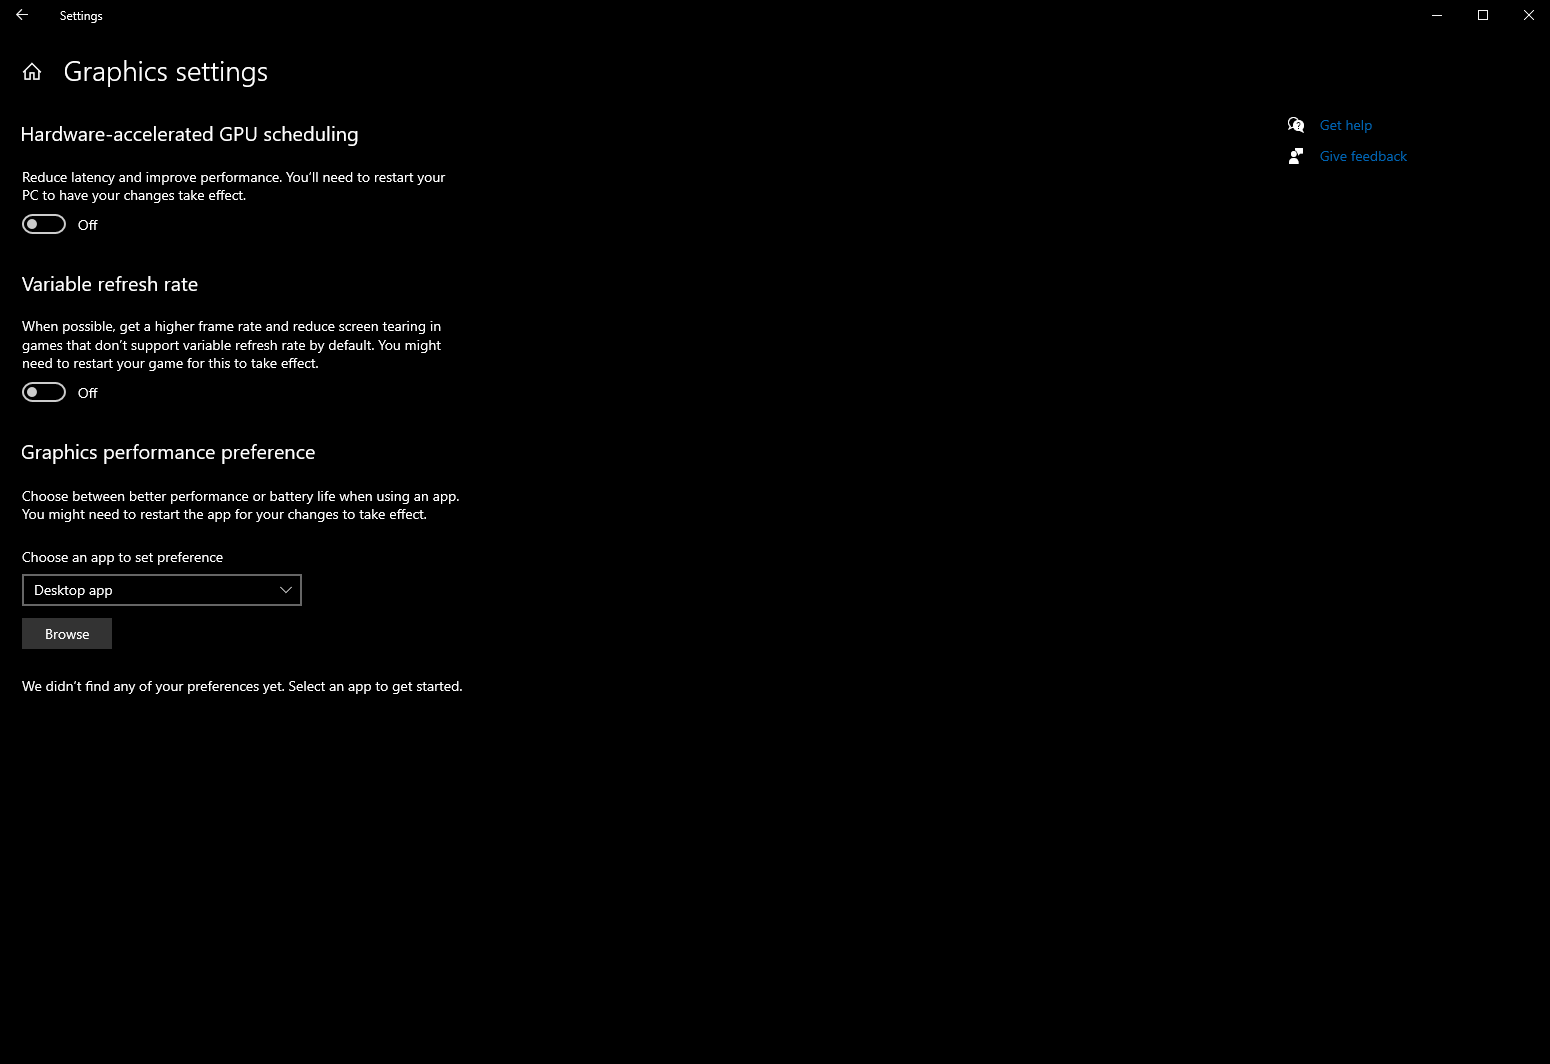 Settings
Graphics settings
Hardware-accelerated GPU scheduling
Reduce latency and improve performance. You'll need to restart your
PC to have your changes take effect.
Off
Variable refresh rate
When possible, get a higher frame rate and reduce screen tearing in
games that don't support variable refresh rate by default. You might
need to restart your game for this to take effect.
Off
Graphics performance preference
Choose between better performance or battery life when using an app.
You might need to restart the app for your changes to take effect.
Choose an app to set preference
Desktop app
Browse
We didn't find any of your preferences yet. Select an app to get started.
Get help
Give feedback